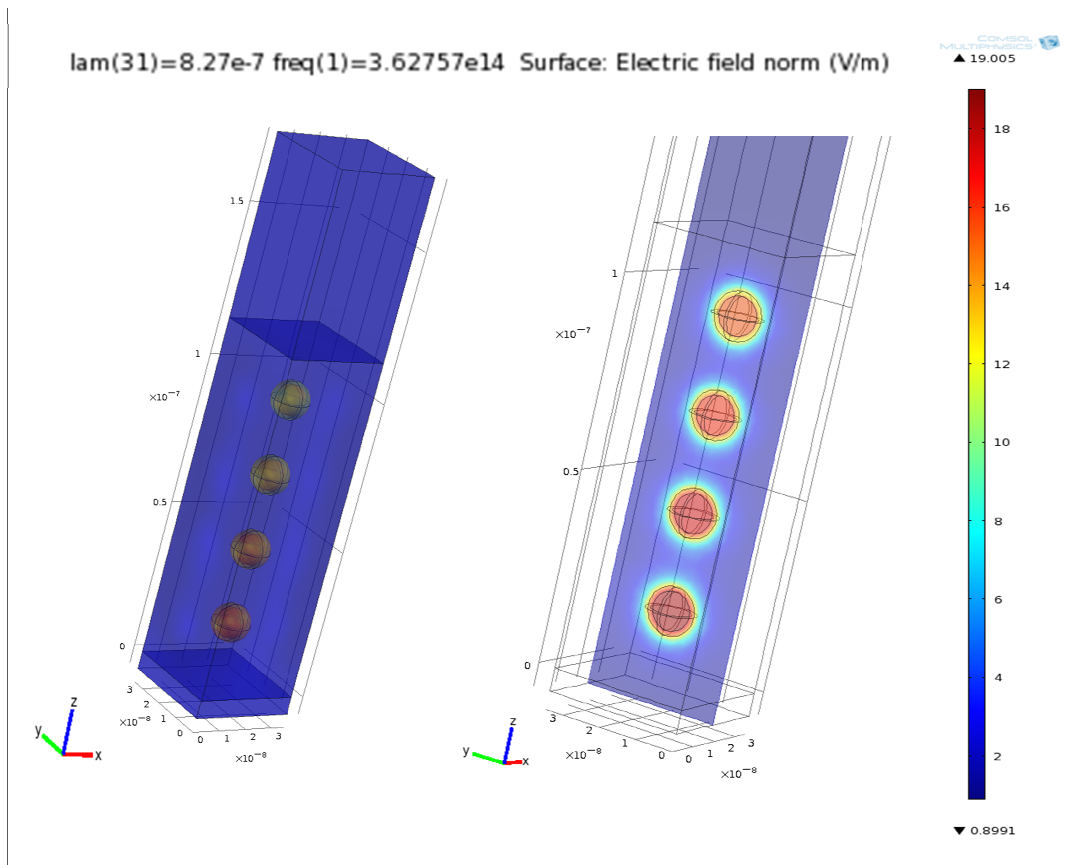 COMSOL
MULTIPHYSICS
lam(31)=8.27e-7 freq(1)=3.62757e14 Surface: Electric field norm (V/m)
▲ 19.005
18
16
14
12
10
8
6
4
2
▼ 0.8991
1.5
1
×10⁻⁷
0.5
0
3
2
1
0
×10⁻⁸
0 1 2 3
×10⁻⁸
z
y
x
1
×10⁻⁷
0.5
0
3
2
1
0
×10⁻⁸
0 1 2 3
×10⁻⁸
z
y
x